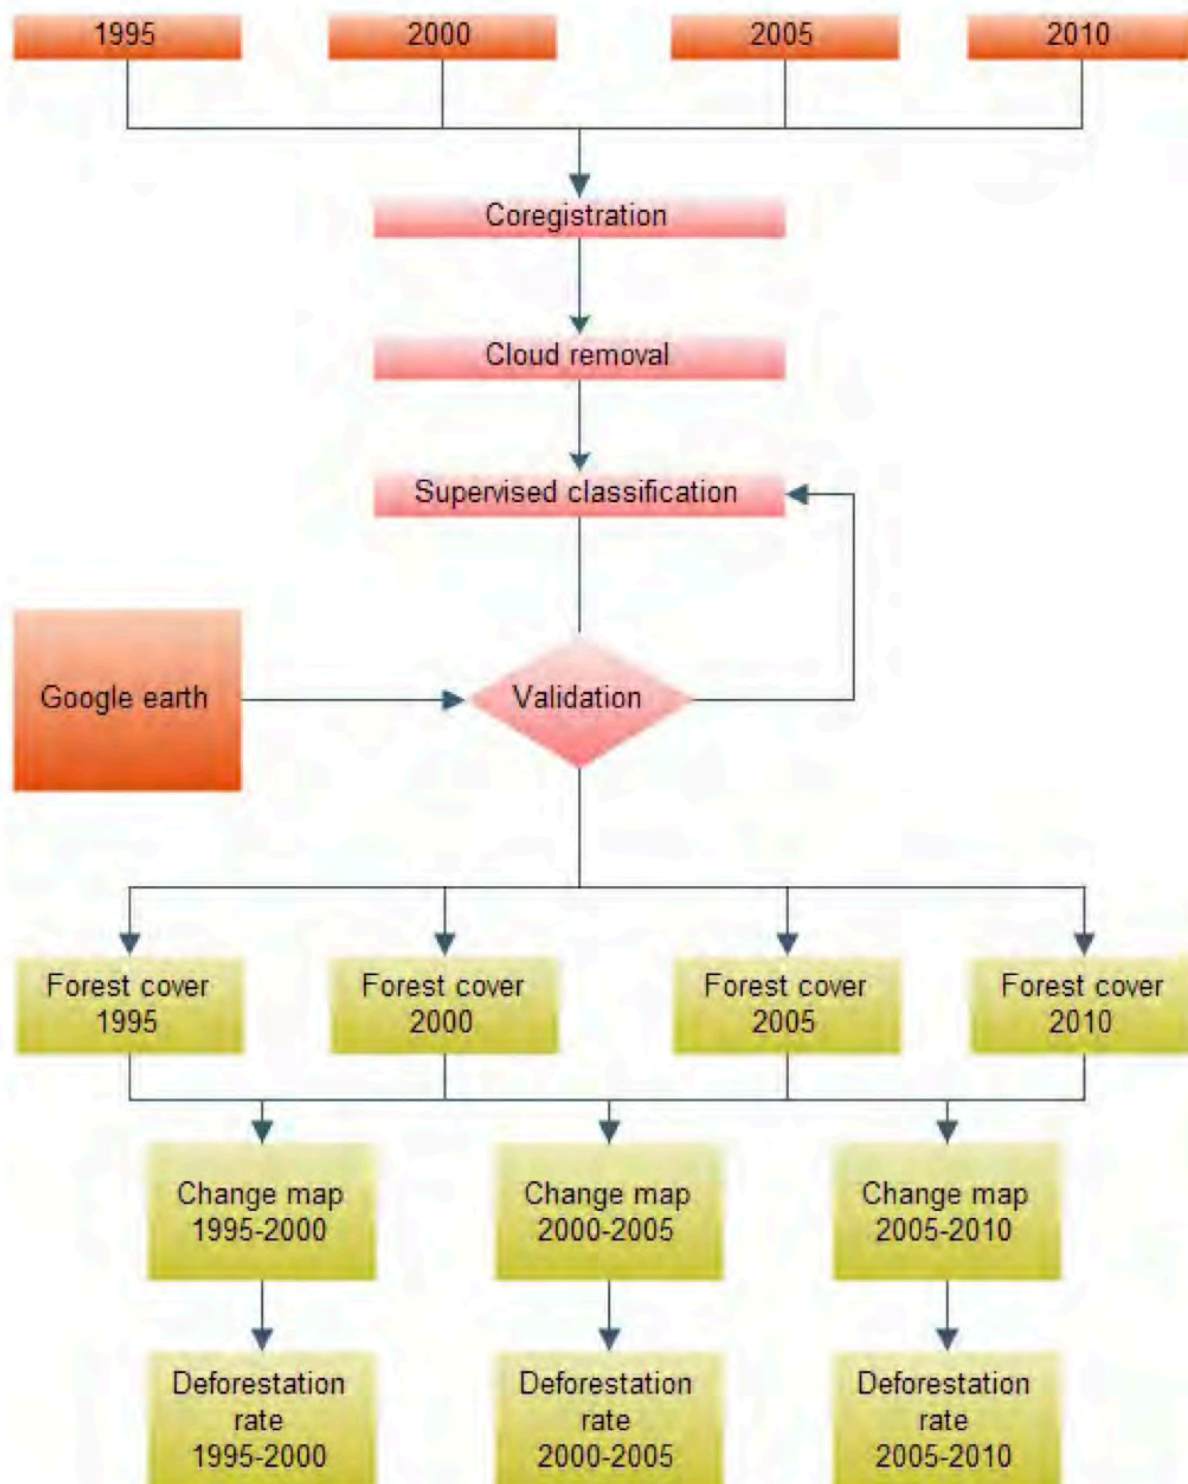 1995
2000
2005
2010
Coregistration
Cloud removal
Supervised classification
Google earth
Validation
Forest cover
1995
Forest cover
2000
Forest cover
2005
Forest cover
2010
Change map
1995-2000
Change map
2000-2005
Change map
2005-2010
Deforestation
rate
1995-2000
Deforestation
rate
2000-2005
Deforestation
rate
2005-2010